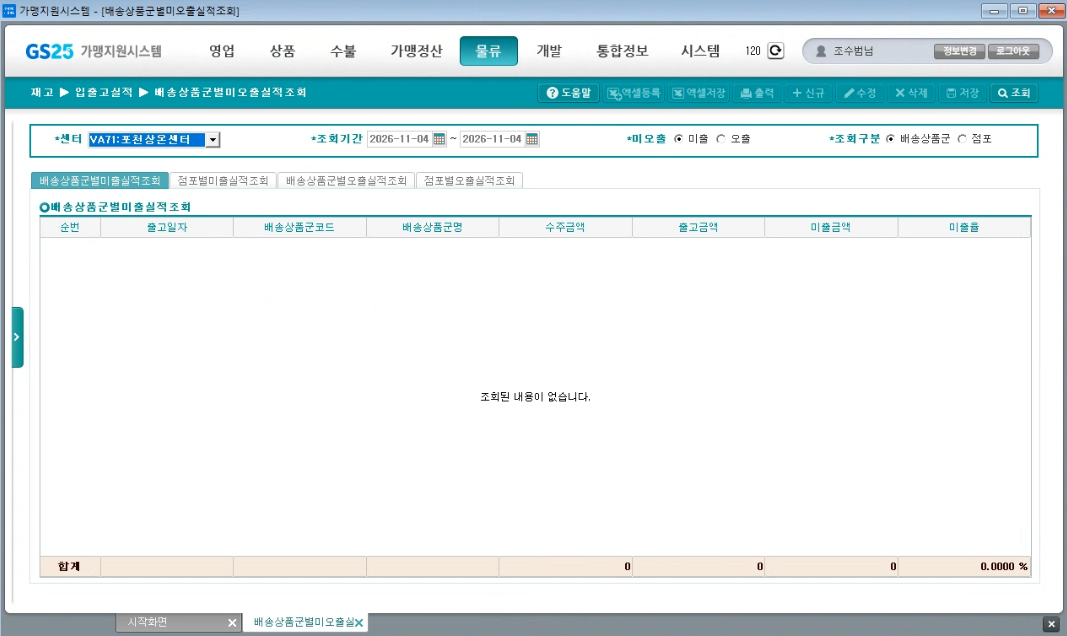 가맹지원시스템 - [배송상품군별미오출실적조회]
GS25 가맹지원시스템 영업 상품 수불 가맹정산 물류 개발 통합정보 시스템 120 조수범님 정보변경 로그아웃
재고 ▶ 입출고실적 ▶ 배송상품군별미오출실적조회 도움말 엑셀등록 엑셀저장 출력 신규 수정 삭제 저장 조회
*센터 VA71:포천상온센터 *조회기간 2026-11-04 ~ 2026-11-04 *미오출 미출 오출 *조회구분 배송상품군 점포
배송상품군별미출실적조회 점포별미출실적조회 배송상품군별오출실적조회 점포별오출실적조회
배송상품군별미출실적조회
순번 출고일자 배송상품군코드 배송상품군명 수주금액 출고금액 미출금액 미출율
조회된 내용이 없습니다.
합계 0 0 0 0.0000 %
시작화면 배송상품군별미오출실